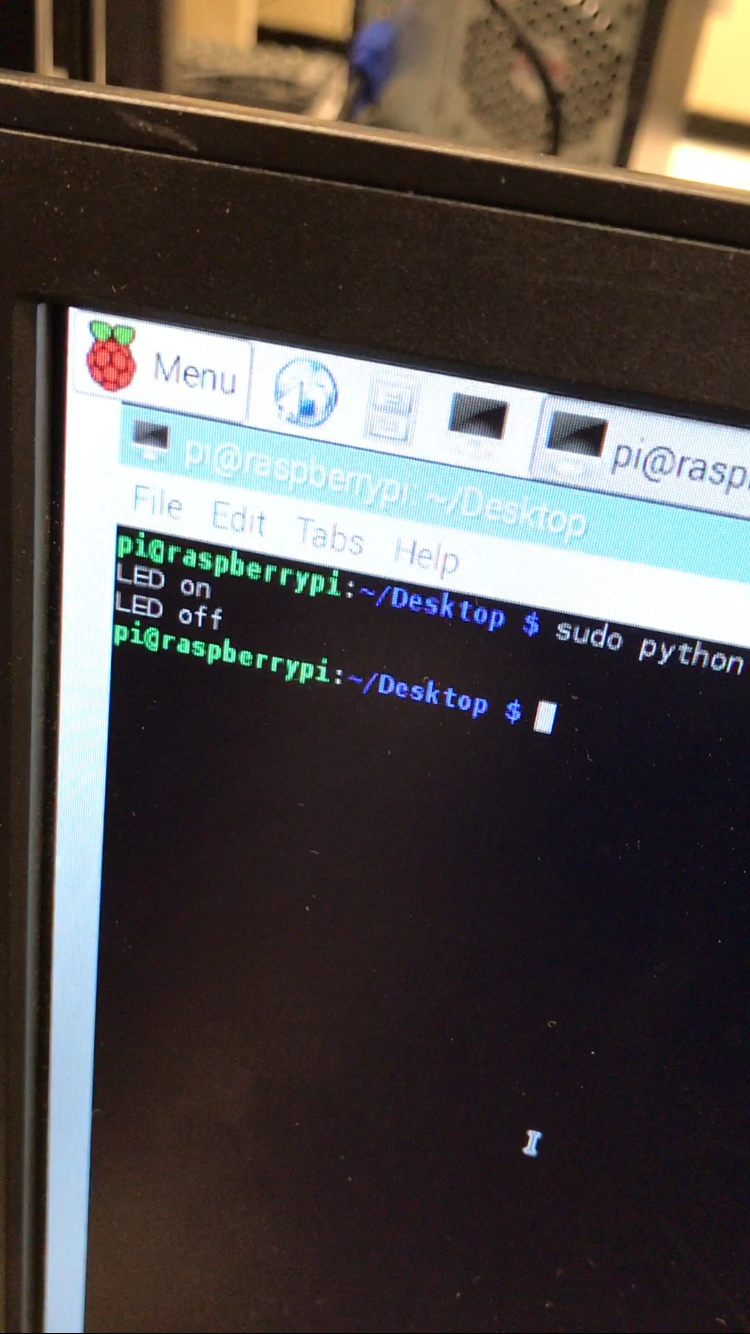 Menu
pi@rasp
pi@raspberrypi: ~/Desktop
File Edit Tabs Help
pi@raspberrypi:~/Desktop $ sudo python
LED on
LED off
pi@raspberrypi:~/Desktop $